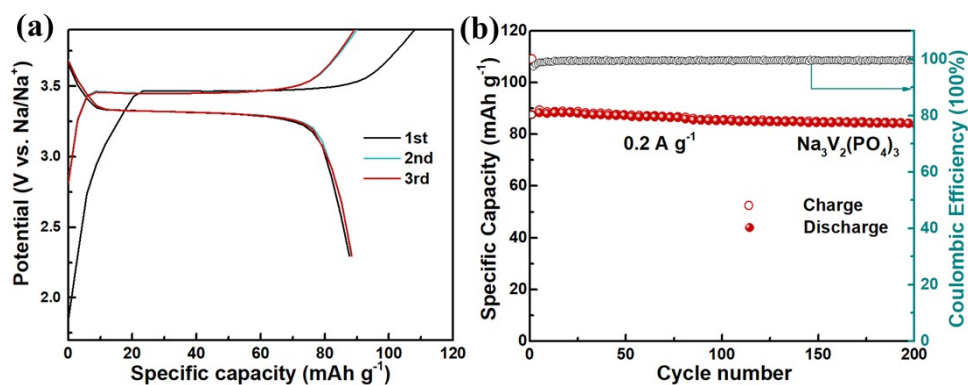 (a)
Potential (V vs. Na/Na⁺)
3.5
3.0
2.5
2.0
1st
2nd
3rd
0
20
40
60
80
100
120
Specific capacity (mAh g⁻¹)
(b)
Specific Capacity (mAh g⁻¹)
120
100
80
60
40
20
0
0.2 A g⁻¹
Na₃V₂(PO₄)₃
Charge
Discharge
0
50
100
150
200
Cycle number
100
80
60
40
20
0
Coulombic Efficiency (100%)